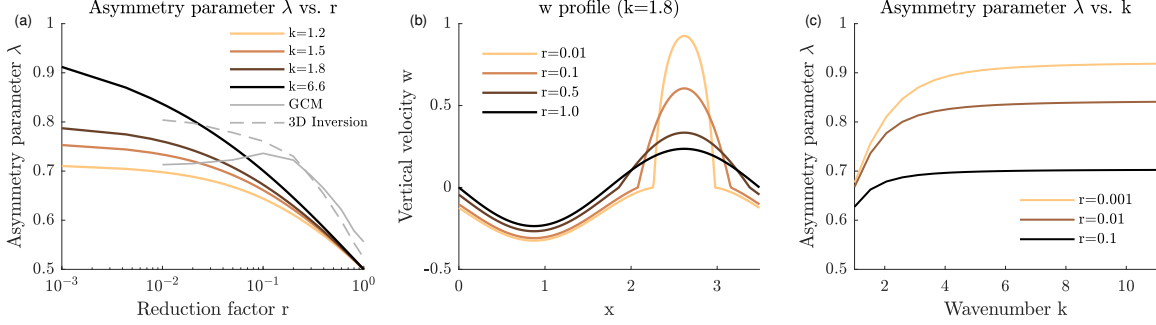 (a)
Asymmetry parameter λ vs. r
1
0.9
0.8
0.7
0.6
0.5
Asymmetry parameter λ
10⁻³
10⁻²
10⁻¹
10⁰
Reduction factor r
k=1.2
k=1.5
k=1.8
k=6.6
GCM
3D Inversion
(b)
w profile (k=1.8)
1
0.5
0
-0.5
Vertical velocity w
0
1
2
3
x
r=0.01
r=0.1
r=0.5
r=1.0
(c)
Asymmetry parameter λ vs. k
1
0.9
0.8
0.7
0.6
0.5
Asymmetry parameter λ
2
4
6
8
10
Wavenumber k
r=0.001
r=0.01
r=0.1